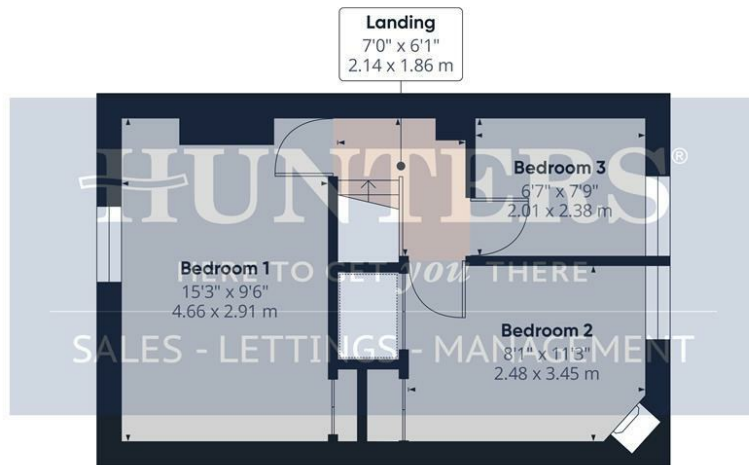 Landing
7'0" x 6'1"
2.14 x 1.86 m
HUNTERS®
Bedroom 3
6'7" x 7'9"
2.01 x 2.38 m
HERE TO GET you THERE
Bedroom 1
15'3" x 9'6"
4.66 x 2.91 m
Bedroom 2
8'1" x 11'3"
2.48 x 3.45 m
SALES - LETTINGS - MANAGEMENT